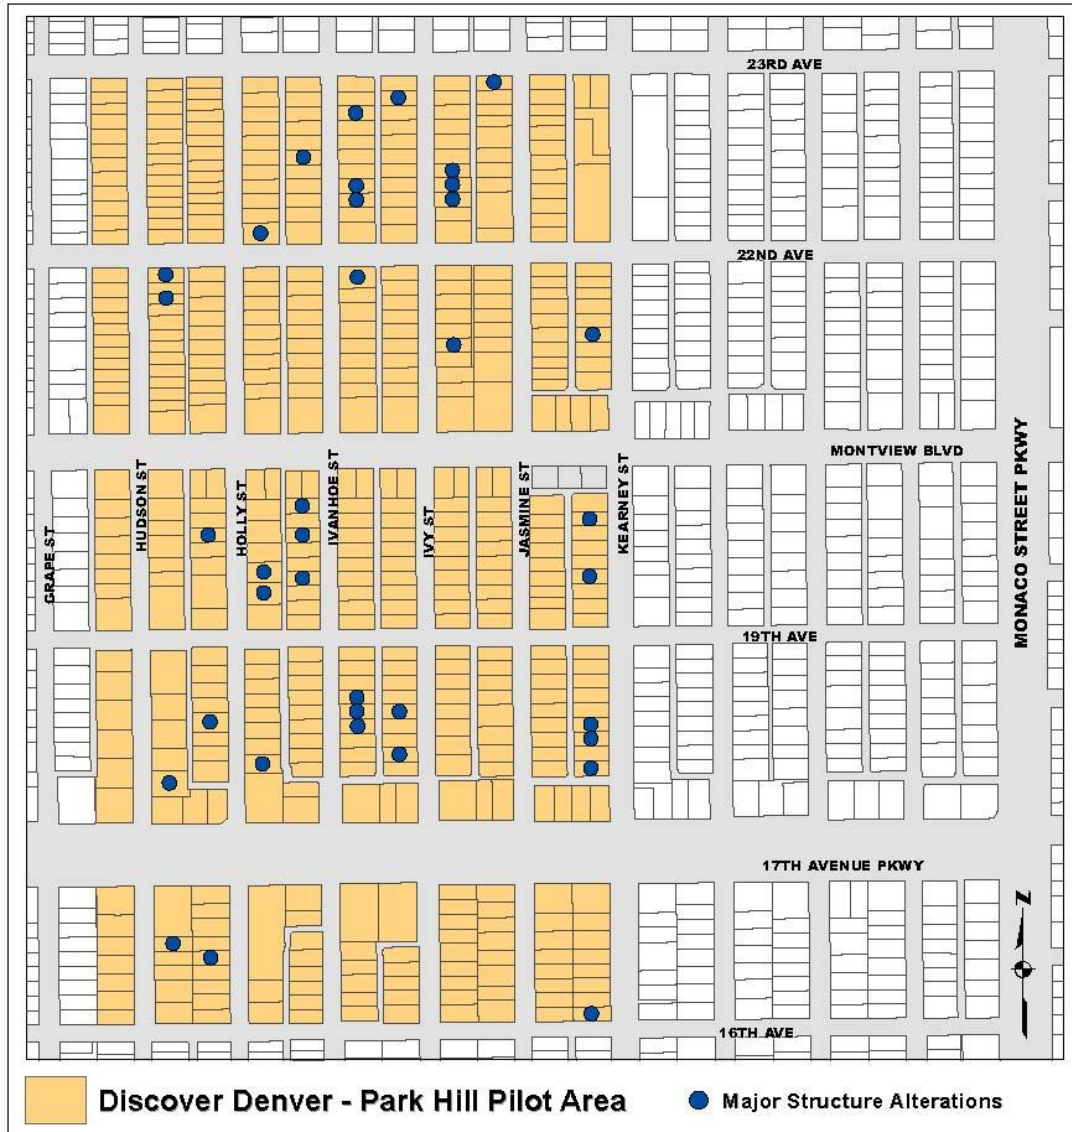 23RD AVE
22ND AVE
MONTVIEW BLVD
GRAPE ST
HUDSON ST
HOLLY ST
IVANHOE ST
IVY ST
JASMINE ST
KEARNEY ST
MONACO STREET PKWY
19TH AVE
17TH AVENUE PKWY
N
16TH AVE
Discover Denver - Park Hill Pilot Area
Major Structure Alterations